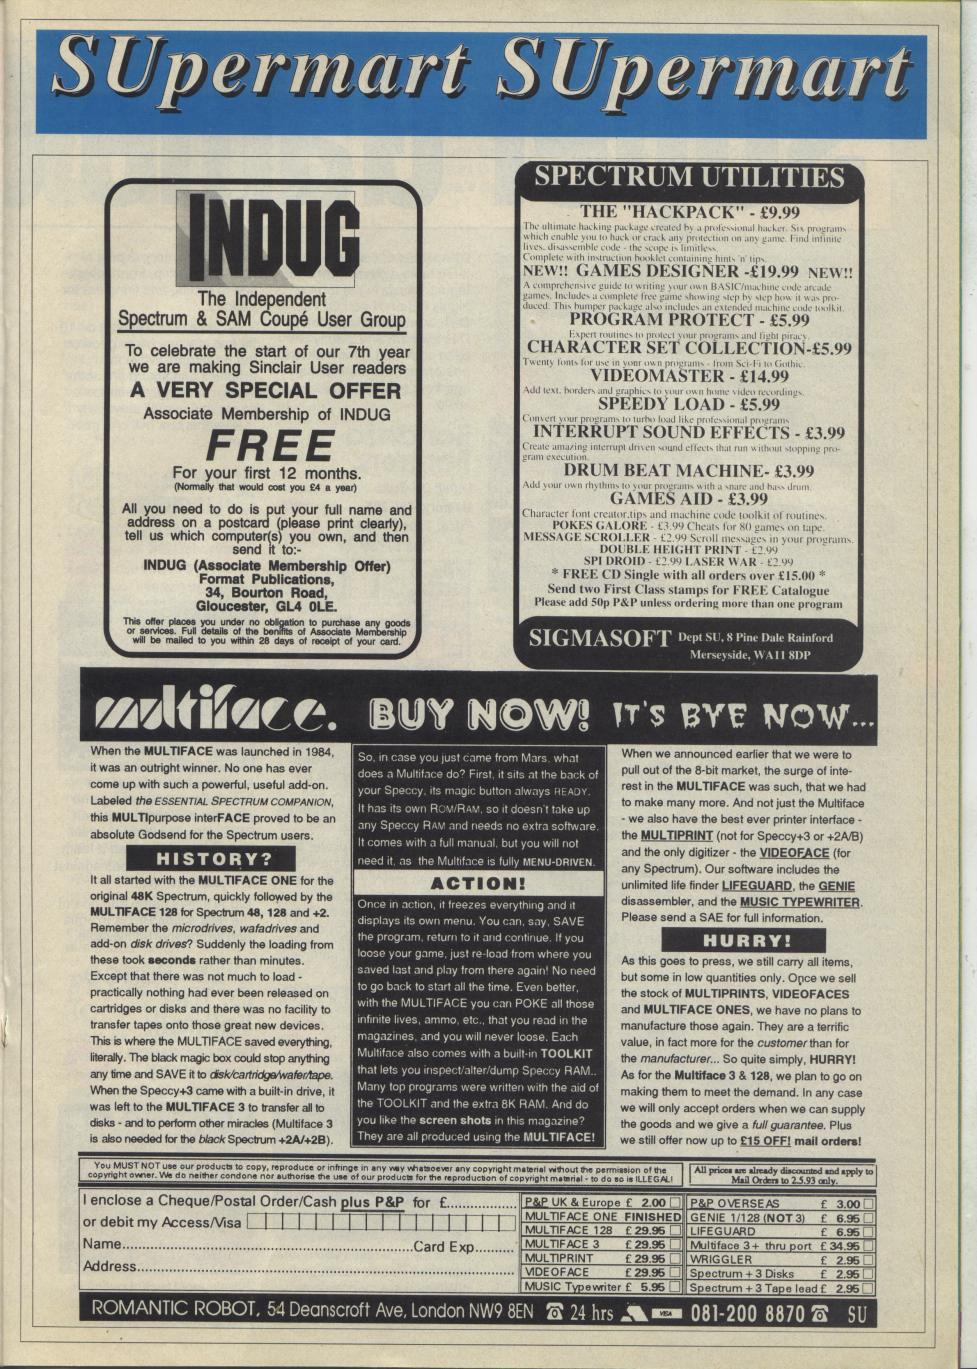 SUpermart SUpermart
INDUG
The Independent
Spectrum & SAM Coupé User Group
To celebrate the start of our 7th year
we are making Sinclair User readers
A VERY SPECIAL OFFER
Associate Membership of INDUG
FREE
For your first 12 months.
(Normally that would cost you £4 a year)
All you need to do is put your full name and
address on a postcard (please print clearly),
tell us which computer(s) you own, and then
send it to:-
INDUG (Associate Membership Offer)
Format Publications,
34, Bourton Road,
Gloucester, GL4 0LE.
This offer places you under no obligation to purchase any goods
or services. Full details of the benifits of Associate Membership
will be mailed to you within 28 days of receipt of your card.
SPECTRUM UTILITIES
THE "HACKPACK" - £9.99
The ultimate hacking package created by a professional hacker. Six programs
which enable you to hack or crack any protection on any game. Find infinite
lives, disassemble code - the scope is limitless.
Complete with instruction booklet containing hints 'n' tips.
NEW!! GAMES DESIGNER -£19.99 NEW!!
A comprehensive guide to writing your own BASIC/machine code arcade
games. Includes a complete free game showing step by step how it was pro-
duced. This bumper package also includes an extended machine code toolkit.
PROGRAM PROTECT - £5.99
Expert routines to protect your programs and fight piracy.
CHARACTER SET COLLECTION-£5.99
Twenty fonts for use in your own programs - from Sci-Fi to Gothic.
VIDEOMASTER - £14.99
Add text, borders and graphics to your own home video recordings.
SPEEDY LOAD - £5.99
Convert your programs to turbo load like professional programs
INTERRUPT SOUND EFFECTS - £3.99
Create amazing interrupt driven sound effects that run without stopping pro-
gram execution.
DRUM BEAT MACHINE- £3.99
Add your own rhythms to your programs with a snare and bass drum.
GAMES AID - £3.99
Character font creator,tips and machine code toolkit of routines.
POKES GALORE - £3.99 Cheats for 80 games on tape.
MESSAGE SCROLLER - £2.99 Scroll messages in your programs.
DOUBLE HEIGHT PRINT - £2.99
SPI DROID - £2.99 LASER WAR - £2.99
* FREE CD Single with all orders over £15.00 *
Send two First Class stamps for FREE Catalogue
Please add 50p P&P unless ordering more than one program
SIGMASOFT Dept SU, 8 Pine Dale Rainford
Merseyside, WA11 8DP
multiface. BUY NOW! IT'S BYE NOW...
When the MULTIFACE was launched in 1984,
it was an outright winner. No one has ever
come up with such a powerful, useful add-on.
Labeled the ESSENTIAL SPECTRUM COMPANION,
this MULTIpurpose interFACE proved to be an
absolute Godsend for the Spectrum users.
HISTORY?
It all started with the MULTIFACE ONE for the
original 48K Spectrum, quickly followed by the
MULTIFACE 128 for Spectrum 48, 128 and +2.
Remember the microdrives, wafadrives and
add-on disk drives? Suddenly the loading from
these took seconds rather than minutes.
Except that there was not much to load -
practically nothing had ever been released on
cartridges or disks and there was no facility to
transfer tapes onto those great new devices.
This is where the MULTIFACE saved everything,
literally. The black magic box could stop anything
any time and SAVE it to disk/cartridge/wafer/tape.
When the Speccy+3 came with a built-in drive, it
was left to the MULTIFACE 3 to transfer all to
disks - and to perform other miracles (Multiface 3
is also needed for the black Spectrum +2A/+2B).
So, in case you just came from Mars, what
does a Multiface do? First, it sits at the back of
your Speccy, its magic button always READY.
It has its own ROM/RAM, so it doesn't take up
any Speccy RAM and needs no extra software.
It comes with a full manual, but you will not
need it, as the Multiface is fully MENU-DRIVEN.
ACTION!
Once in action, it freezes everything and it
displays its own menu. You can, say, SAVE
the program, return to it and continue. If you
loose your game, just re-load from where you
saved last and play from there again! No need
to go back to start all the time. Even better,
with the MULTIFACE you can POKE all those
infinite lives, ammo, etc., that you read in the
magazines, and you will never loose. Each
Multiface also comes with a built-in TOOLKIT
that lets you inspect/alter/dump Speccy RAM..
Many top programs were written with the aid of
the TOOLKIT and the extra 8K RAM. And do
you like the screen shots in this magazine?
They are all produced using the MULTIFACE!
When we announced earlier that we were to
pull out of the 8-bit market, the surge of inte-
rest in the MULTIFACE was such, that we had
to make many more. And not just the Multiface
- we also have the best ever printer interface -
the MULTIPRINT (not for Speccy+3 or +2A/B)
and the only digitizer - the VIDEOFACE (for
any Spectrum). Our software includes the
unlimited life finder LIFEGUARD, the GENIE
disassembler, and the MUSIC TYPEWRITER.
Please send a SAE for full information.
HURRY!
As this goes to press, we still carry all items,
but some in low quantities only. Once we sell
the stock of MULTIPRINTS, VIDEOFACES
and MULTIFACE ONES, we have no plans to
manufacture those again. They are a terrific
value, in fact more for the customer than for
the manufacturer... So quite simply, HURRY!
As for the Multiface 3 & 128, we plan to go on
making them to meet the demand. In any case
we will only accept orders when we can supply
the goods and we give a full guarantee. Plus
we still offer now up to £15 OFF! mail orders!
You MUST NOT use our products to copy, reproduce or infringe in any way whatsoever any copyright material without the permission of the
copyright owner. We do neither condone nor authorise the use of our products for the reproduction of copyright material - to do so is ILLEGAL!
All prices are already discounted and apply to
Mail Orders to 2.5.93 only.
I enclose a Cheque/Postal Order/Cash plus P&P for £..............
or debit my Access/Visa
Name..........................................................Card Exp.........
Address..........................................................................
P&P UK & Europe £ 2.00
MULTIFACE ONE FINISHED
MULTIFACE 128 £ 29.95
MULTIFACE 3 £ 29.95
MULTIPRINT £ 29.95
VIDEOFACE £ 29.95
MUSIC Typewriter £ 5.95
P&P OVERSEAS £ 3.00
GENIE 1/128 (NOT 3) £ 6.95
LIFEGUARD £ 6.95
Multiface 3+ thru port £ 34.95
WRIGGLER £ 2.95
Spectrum +3 Disks £ 2.95
Spectrum +3 Tape lead £ 2.95
ROMANTIC ROBOT, 54 Deanscroft Ave, London NW9 8EN ☎ 24 hrs VISA 081-200 8870 ☎ SU